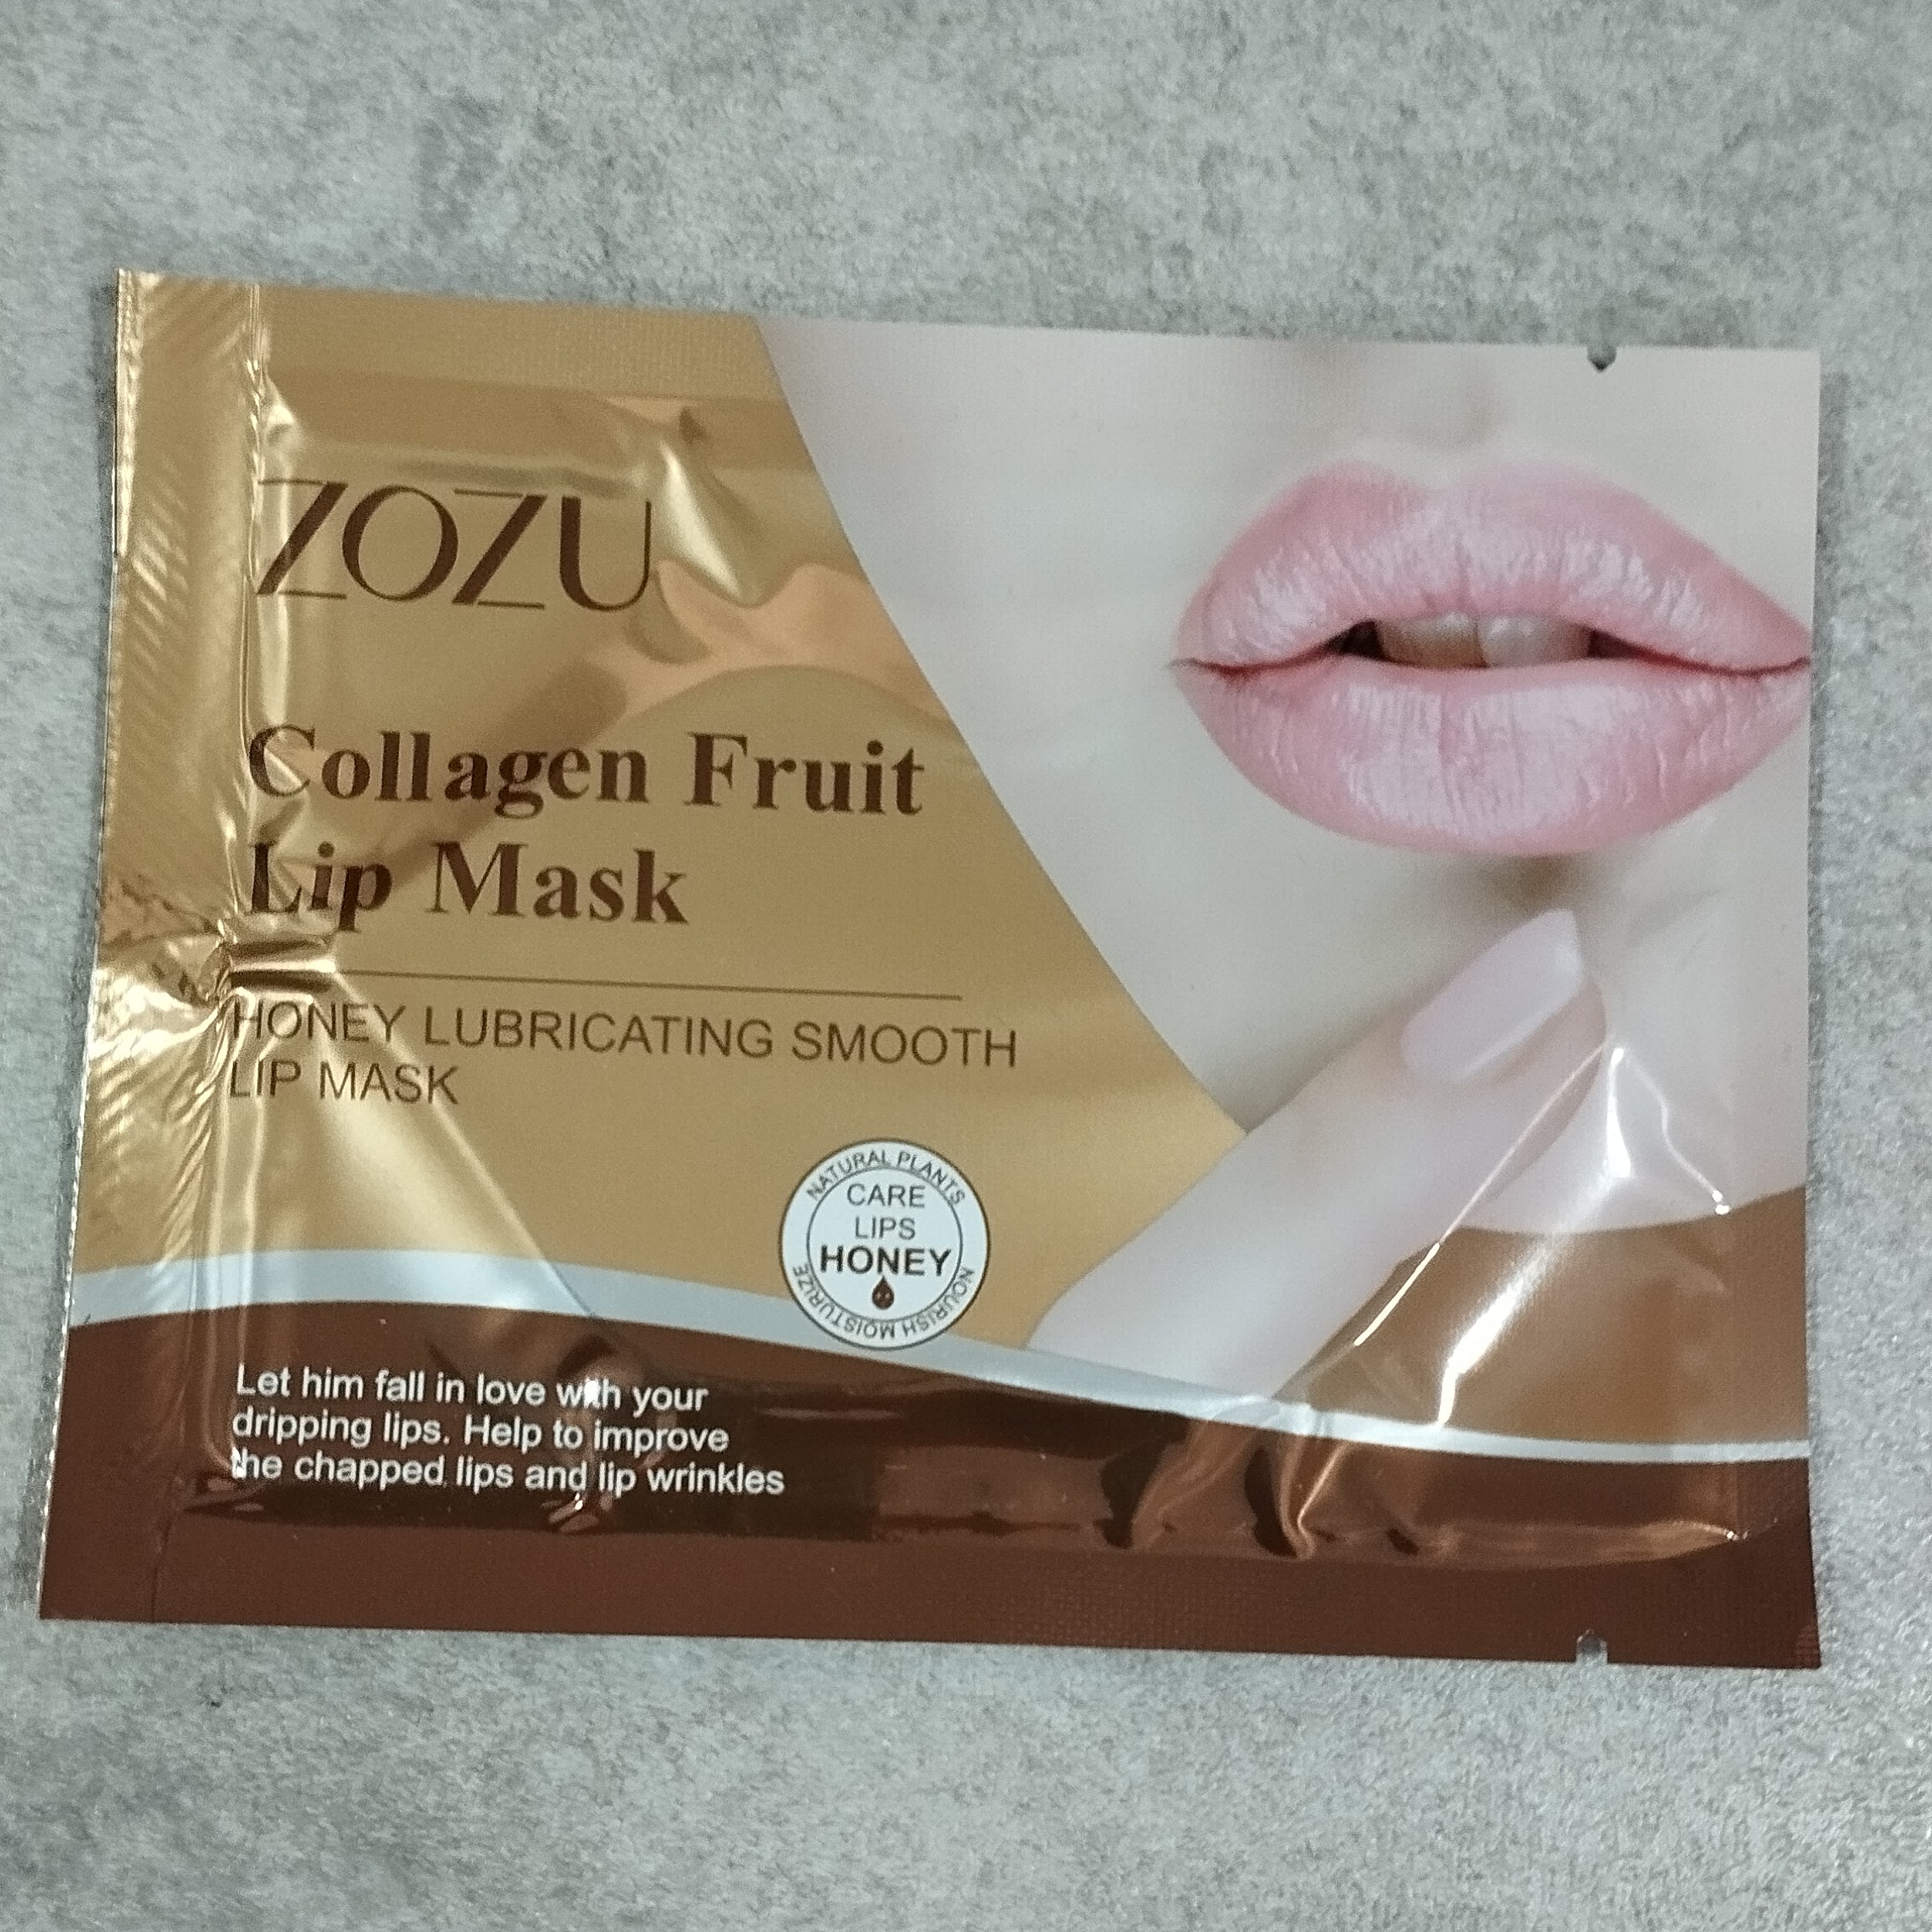 ZOZU
Collagen Fruit
Lip Mask
HONEY LUBRICATING SMOOTH
LIP MASK
NATURAL PLANTS
CARE
LIPS
HONEY
NOURISH MOISTURIZE
Let him fall in love with your
dripping lips. Help to improve
the chapped lips and lip wrinkles